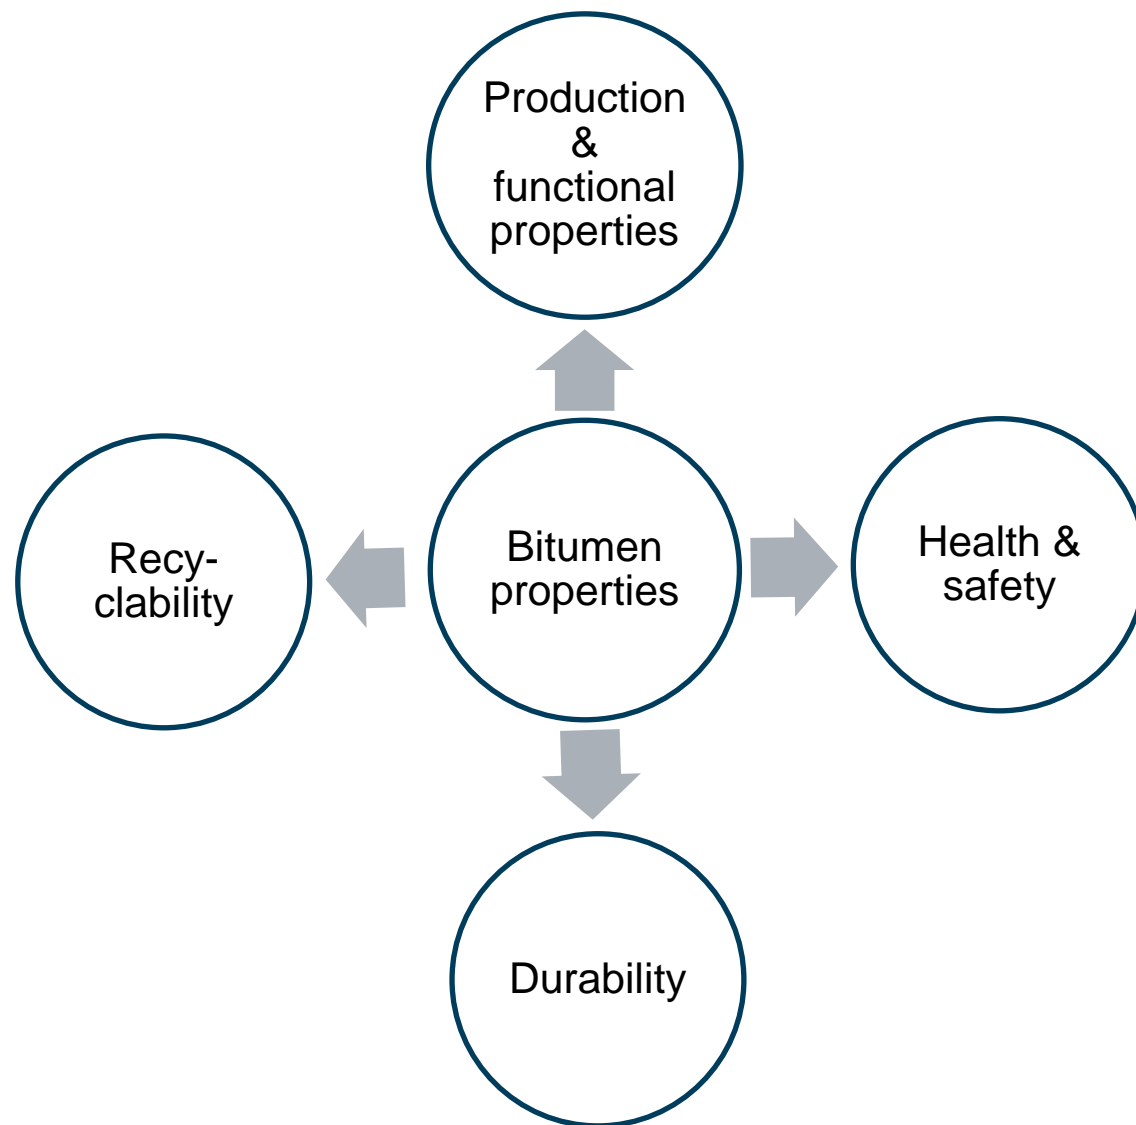 Production
&
functional
properties
Recy-
clability
Bitumen
properties
Health &
safety
Durability